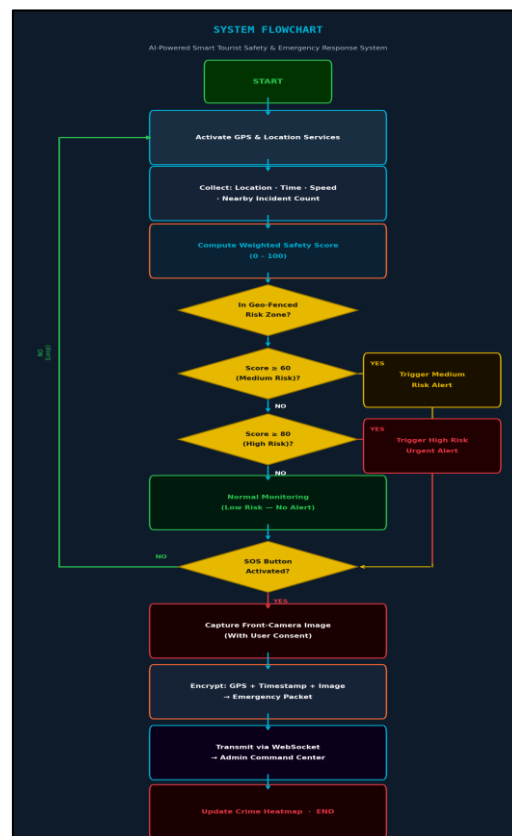 SYSTEM FLOWCHART
AI-Powered Smart Tourist Safety & Emergency Response System
START
Activate GPS & Location Services
Collect: Location · Time · Speed
· Nearby Incident Count
Compute Weighted Safety Score
(0 – 100)
In Geo-Fenced
Risk Zone?
Score ≥ 60
(Medium Risk)?
YES
Trigger Medium
Risk Alert
NO
Score ≥ 80
(High Risk)?
YES
Trigger High Risk
Urgent Alert
NO
Normal Monitoring
(Low Risk — No Alert)
NO
(loop)
SOS Button
Activated?
NO
YES
Capture Front-Camera Image
(With User Consent)
Encrypt: GPS + Timestamp + Image
→ Emergency Packet
Transmit via WebSocket
→ Admin Command Center
Update Crime Heatmap · END